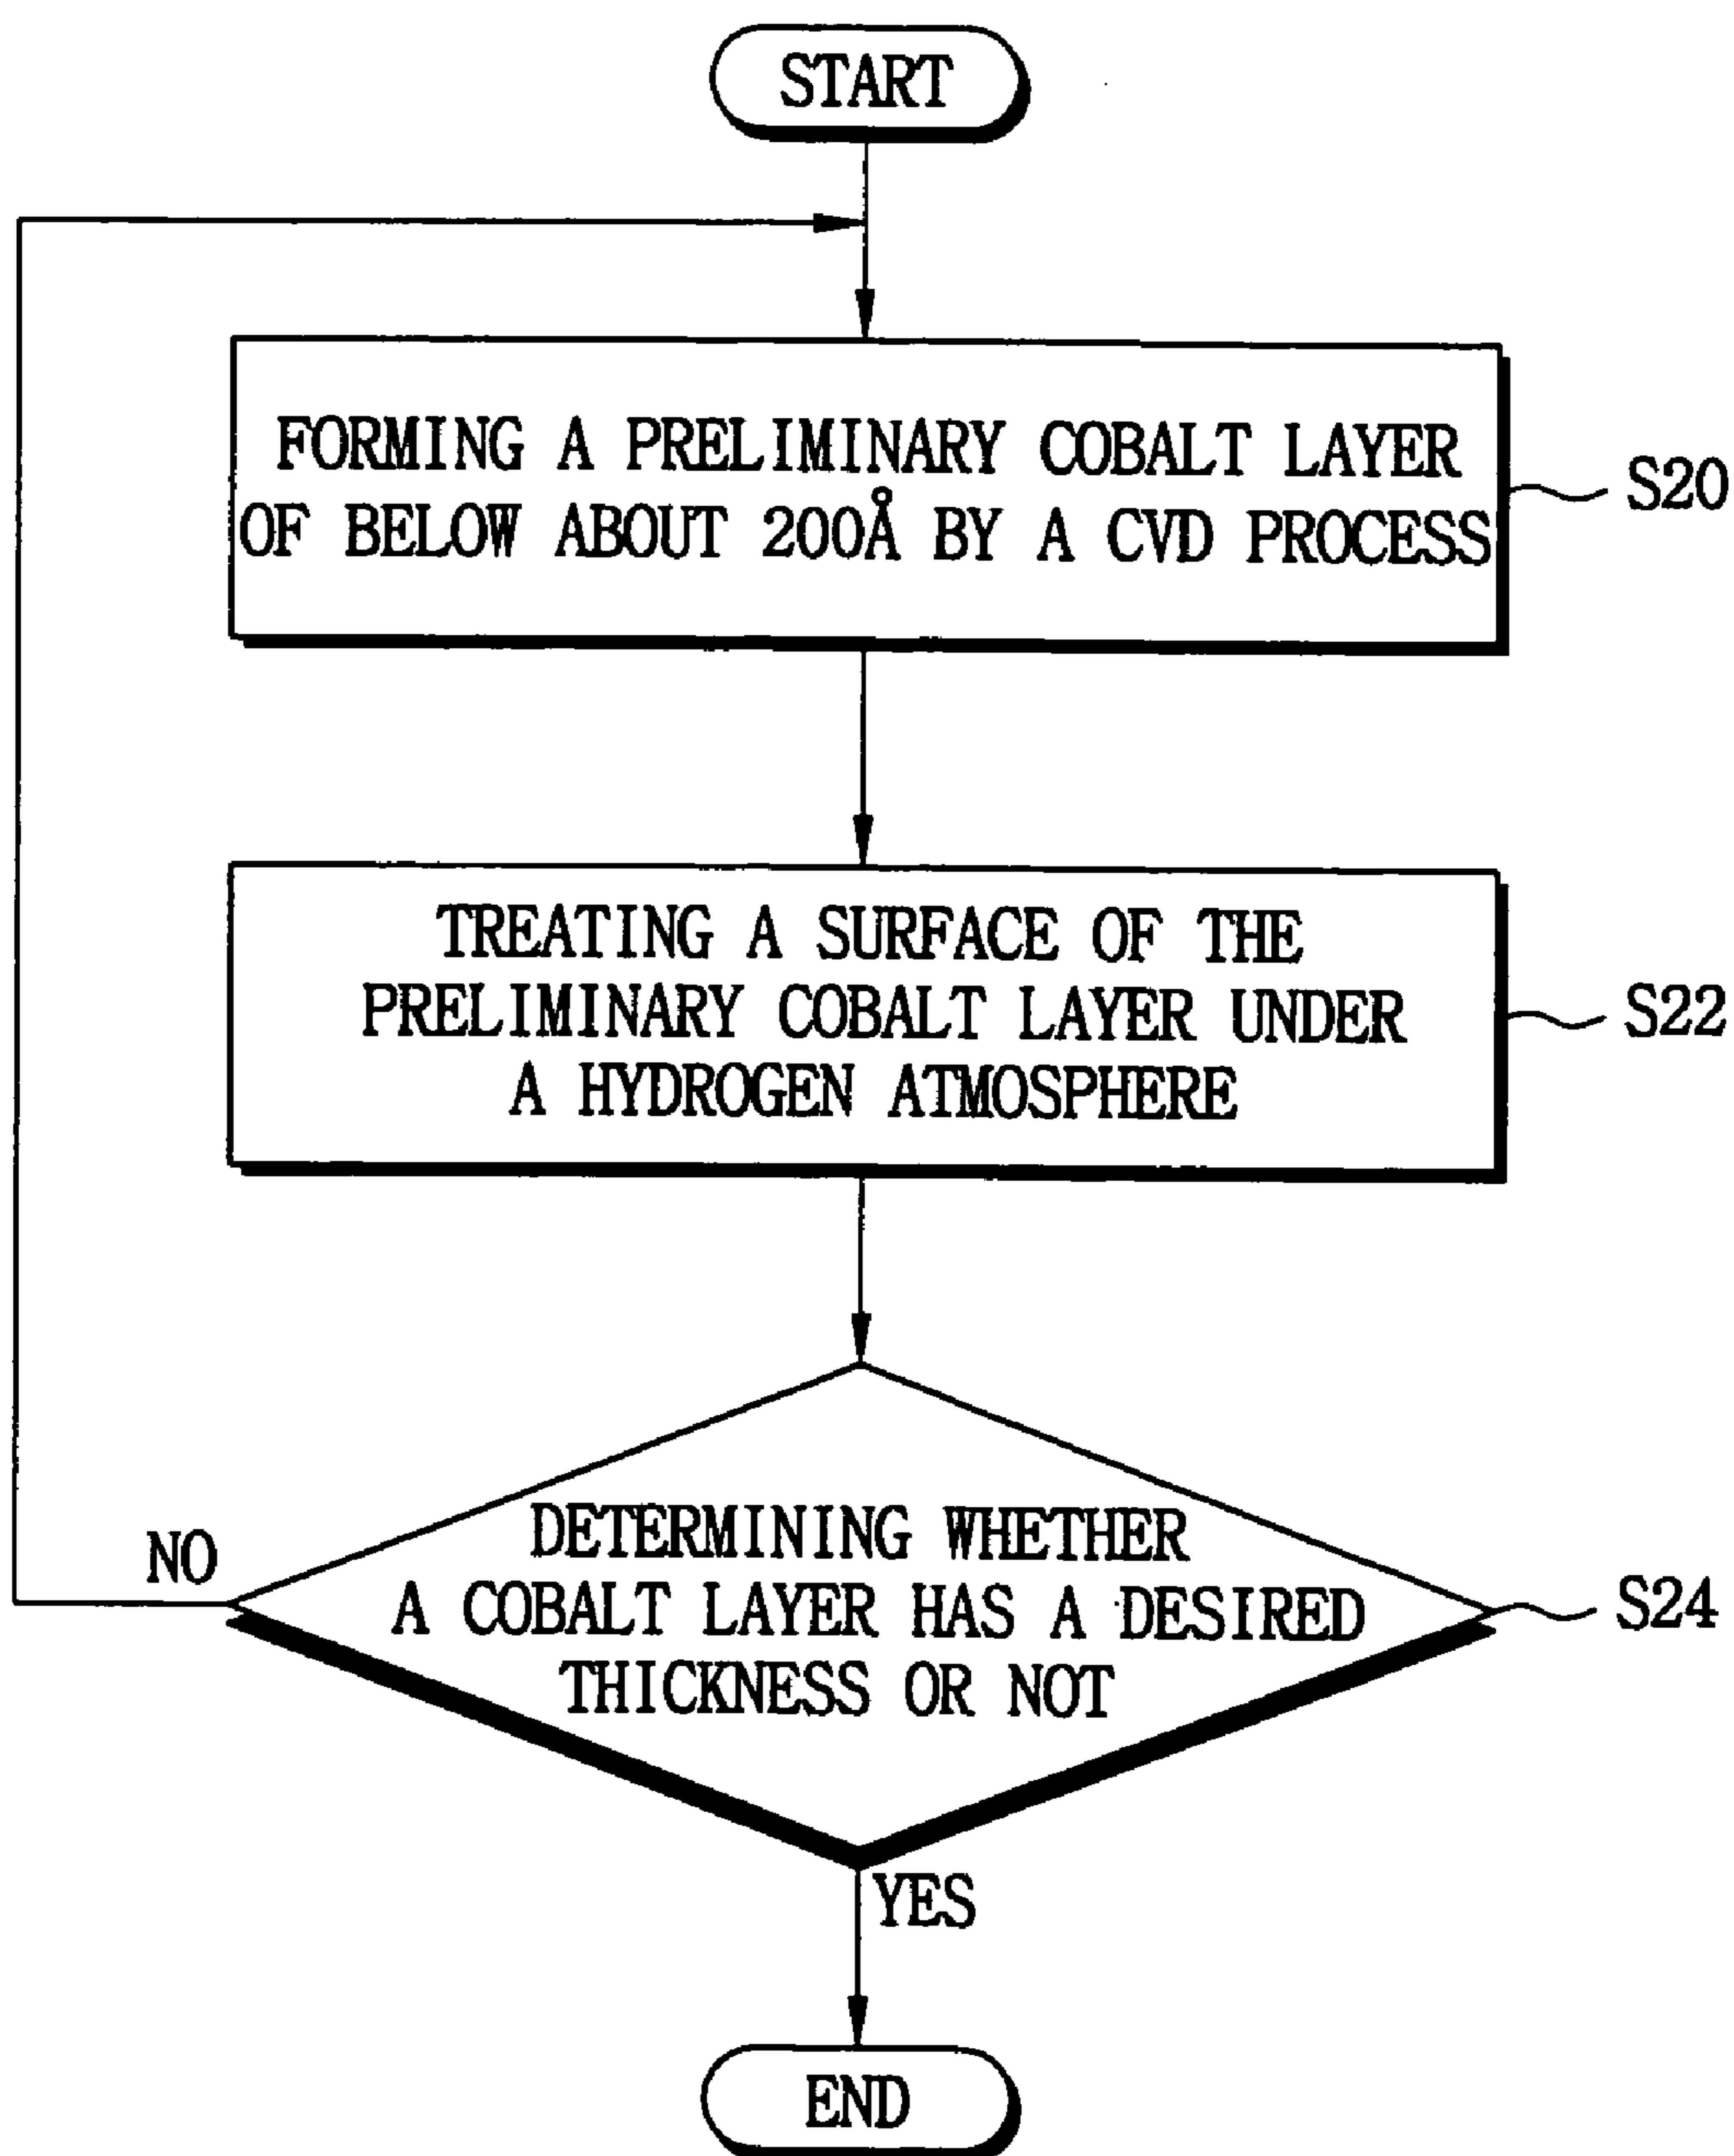 START
FORMING A PRELIMINARY COBALT LAYER
OF BELOW ABOUT 200Å BY A CVD PROCESS
S20
TREATING A SURFACE OF THE
PRELIMINARY COBALT LAYER UNDER
A HYDROGEN ATMOSPHERE
S22
DETERMINING WHETHER
A COBALT LAYER HAS A DESIRED
THICKNESS OR NOT
S24
NO
YES
END